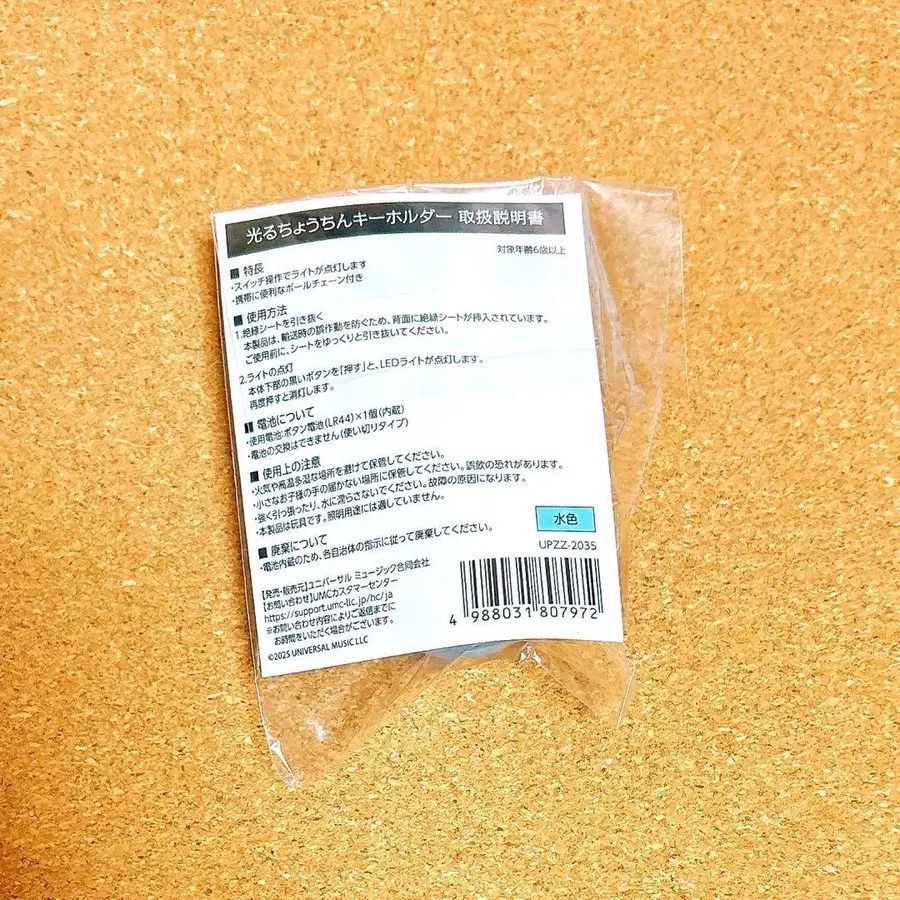 光るちょうちんキーホルダー 取扱説明書
対象年齢6歳以上
■ 特長
・スイッチ操作でライトが点灯します
・携帯に便利なボールチェーン付き
■ 使用方法
1.絶縁シートを引き抜く
本製品は、輸送時の誤作動を防ぐため、背面に絶縁シートが挿入されています。
ご使用前に、シートをゆっくりと引き抜いてください。
2.ライトの点灯
本体下部の黒いボタンを「押す」と、LEDライトが点灯します。
再度押すと消灯します。
■ 電池について
・使用電池:ボタン電池(LR44)×1個(内蔵)
・電池の交換はできません(使い切りタイプ)
■ 使用上の注意
・火気や高温多湿な場所を避けて保管してください。
・小さなお子様の手の届かない場所に保管してください。誤飲の恐れがあります。
・強く引っ張ったり、水に濡らさないでください。故障の原因になります。
・本製品は玩具です。照明用途には適していません。
■ 廃棄について
・電池内蔵のため、各自治体の指示に従って廃棄してください。
水色
UPZZ-2035
【発売・販売元】ユニバーサル ミュージック合同会社
【お問い合わせ】UMCカスタマーセンター
https://support.umc-llc.jp/hc/ja
※お問い合わせ内容によりご返信までに
お時間をいただく場合がございます。
©2025 UNIVERSAL MUSIC LLC
4 988031 807972